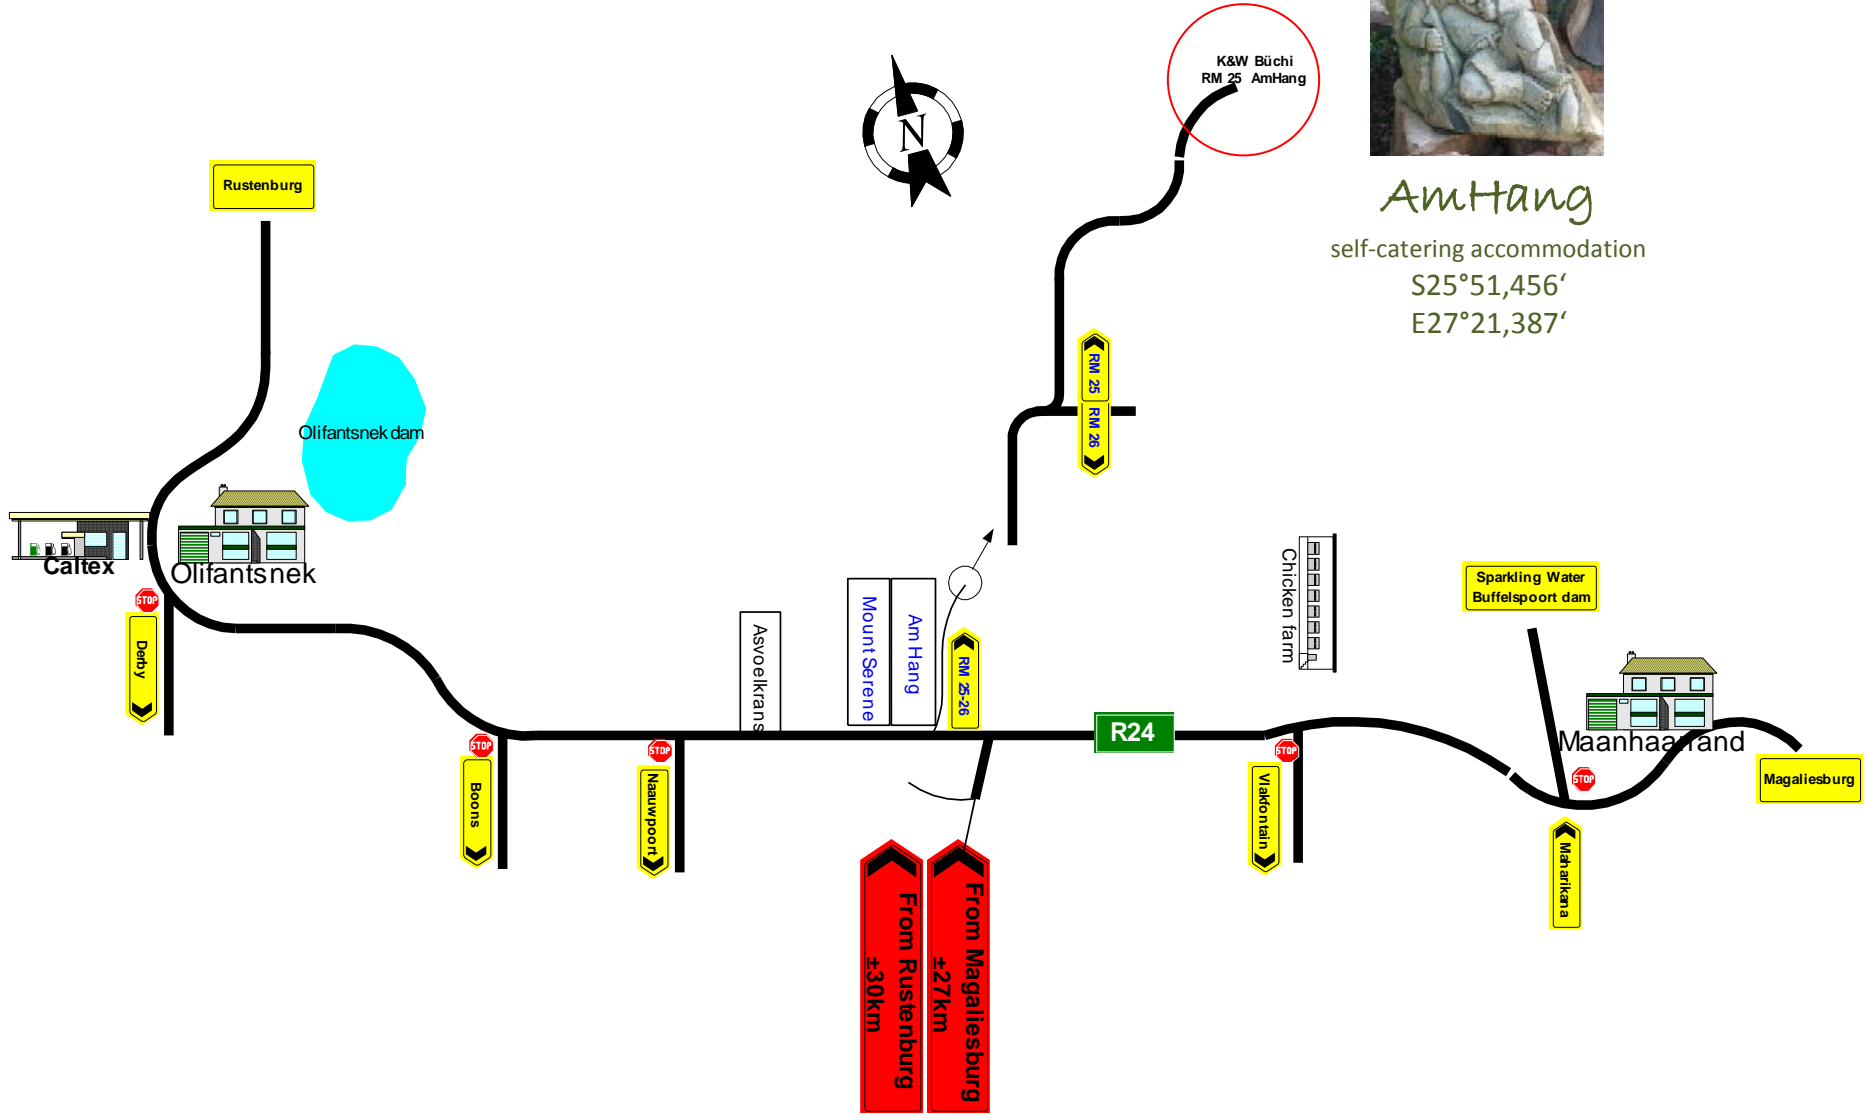 K&W Büchi
RM 25 AmHang
N
AmHang
self-catering accommodation
S25°51,456‘
E27°21,387‘
Rustenburg
Olifantsnek dam
RM 25
RM 26
Caltex
Olifantsnek
STOP
Derby
Asvoelkrans
Mount Serene
Am Hang
RM 25-26
Chicken farm
Sparkling Water
Buffelspoort dam
R24
Maanhaarrand
Magaliesburg
STOP
Boons
STOP
Naauwpoort
STOP
Vlakfontain
STOP
Maharikana
From Rustenburg
±30km
From Magaliesburg
±27km